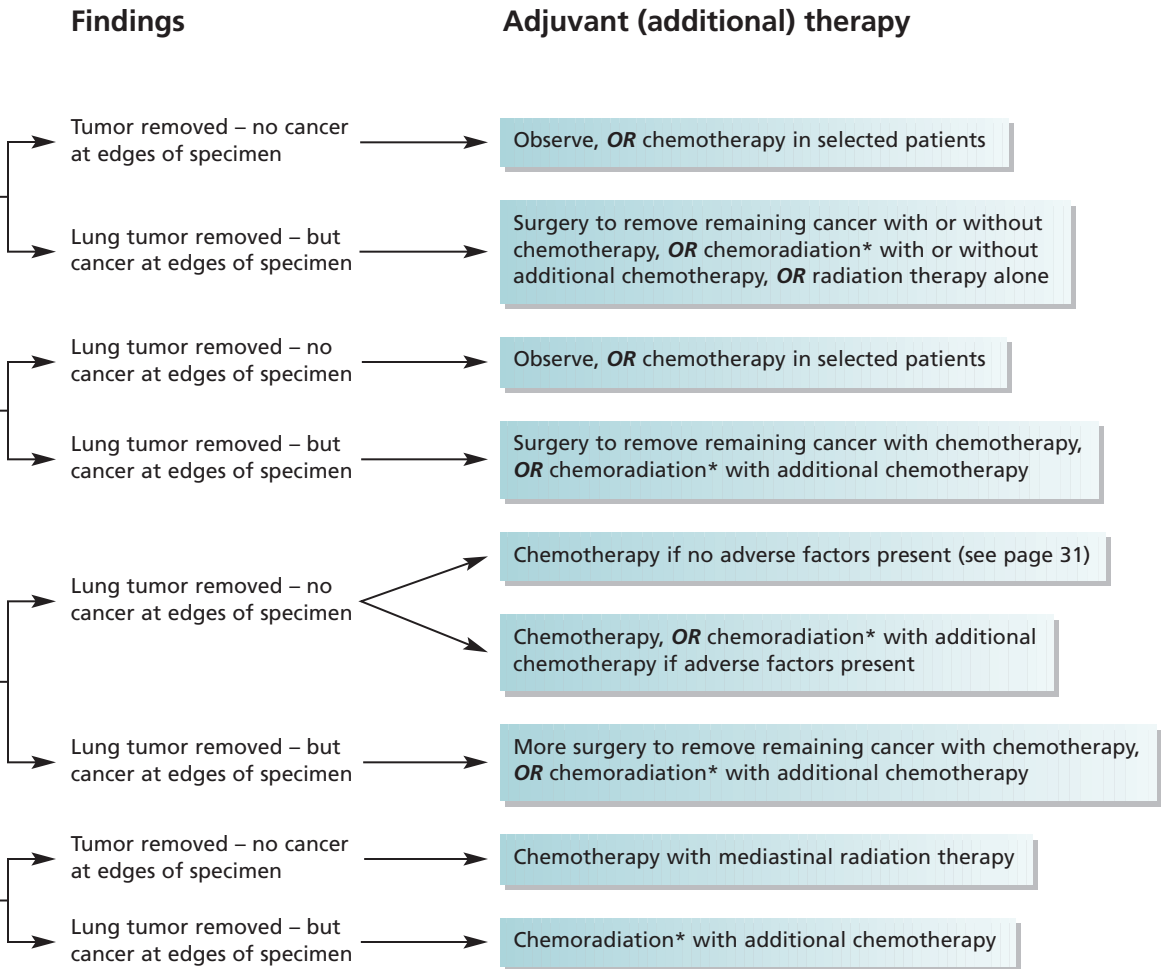 Findings
Adjuvant (additional) therapy
Tumor removed – no cancer
at edges of specimen
Observe, OR chemotherapy in selected patients
Lung tumor removed – but
cancer at edges of specimen
Surgery to remove remaining cancer with or without
chemotherapy, OR chemoradiation* with or without
additional chemotherapy, OR radiation therapy alone
Lung tumor removed – no
cancer at edges of specimen
Observe, OR chemotherapy in selected patients
Lung tumor removed – but
cancer at edges of specimen
Surgery to remove remaining cancer with chemotherapy,
OR chemoradiation* with additional chemotherapy
Lung tumor removed – no
cancer at edges of specimen
Chemotherapy if no adverse factors present (see page 31)
Chemotherapy, OR chemoradiation* with additional
chemotherapy if adverse factors present
Lung tumor removed – but
cancer at edges of specimen
More surgery to remove remaining cancer with chemotherapy,
OR chemoradiation* with additional chemotherapy
Tumor removed – no cancer
at edges of specimen
Chemotherapy with mediastinal radiation therapy
Lung tumor removed – but
cancer at edges of specimen
Chemoradiation* with additional chemotherapy